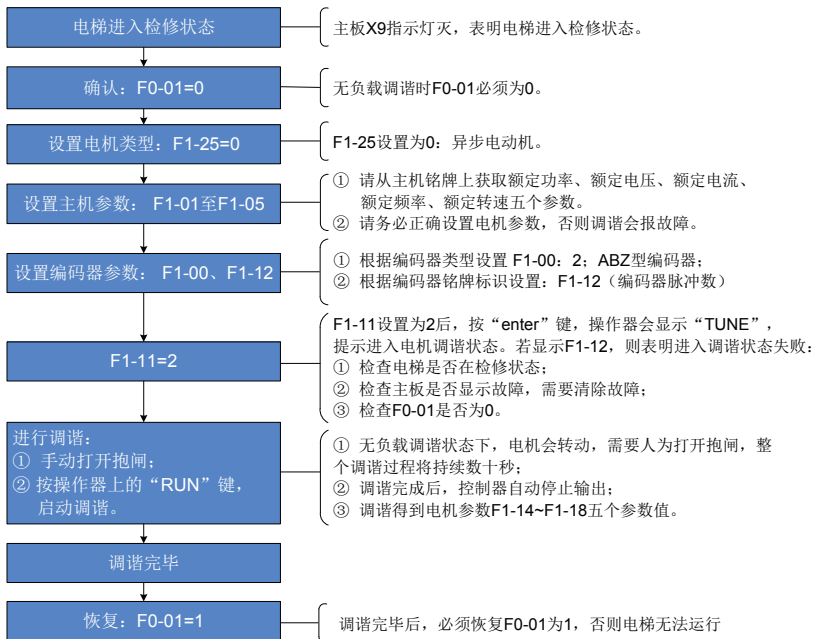 电梯进入检修状态
主板X9指示灯灭，表明电梯进入检修状态。
确认：F0-01=0
无负载调谐时F0-01必须为0。
设置电机类型：F1-25=0
F1-25设置为0：异步电动机。
设置主机参数： F1-01至F1-05
① 请从主机铭牌上获取额定功率、额定电压、额定电流、
额定频率、额定转速五个参数。
② 请务必正确设置电机参数，否则调谐会报故障。
设置编码器参数： F1-00、F1-12
① 根据编码器类型设置 F1-00：2；ABZ型编码器；
② 根据编码器铭牌标识设置：F1-12（编码器脉冲数）
F1-11=2
F1-11设置为2后，按“enter”键，操作器会显示“TUNE”，
提示进入电机调谐状态。若显示F1-12，则表明进入调谐状态失败：
① 检查电梯是否在检修状态；
② 检查主板是否显示故障，需要清除故障；
③ 检查F0-01是否为0。
进行调谐：
① 手动打开抱闸；
② 按操作器上的“RUN”键，
启动调谐。
① 无负载调谐状态下，电机会转动，需要人为打开抱闸，整
个调谐过程将持续数十秒；
② 调谐完成后，控制器自动停止输出；
③ 调谐得到电机参数F1-14~F1-18五个参数值。
调谐完毕
恢复：F0-01=1
调谐完毕后，必须恢复F0-01为1，否则电梯无法运行